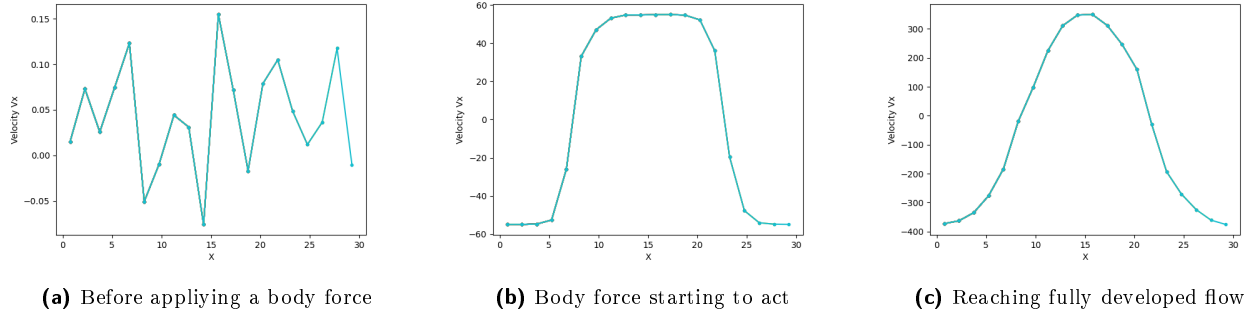 0.15
0.10
0.05
0.00
−0.05
Velocity Vx
0 5 10 15 20 25 30
X
60
40
20
0
−20
−40
−60
Velocity Vx
0 5 10 15 20 25 30
X
300
200
100
0
−100
−200
−300
−400
Velocity Vx
0 5 10 15 20 25 30
X
(a) Before appliying a body force
(b) Body force starting to act
(c) Reaching fully developed flow